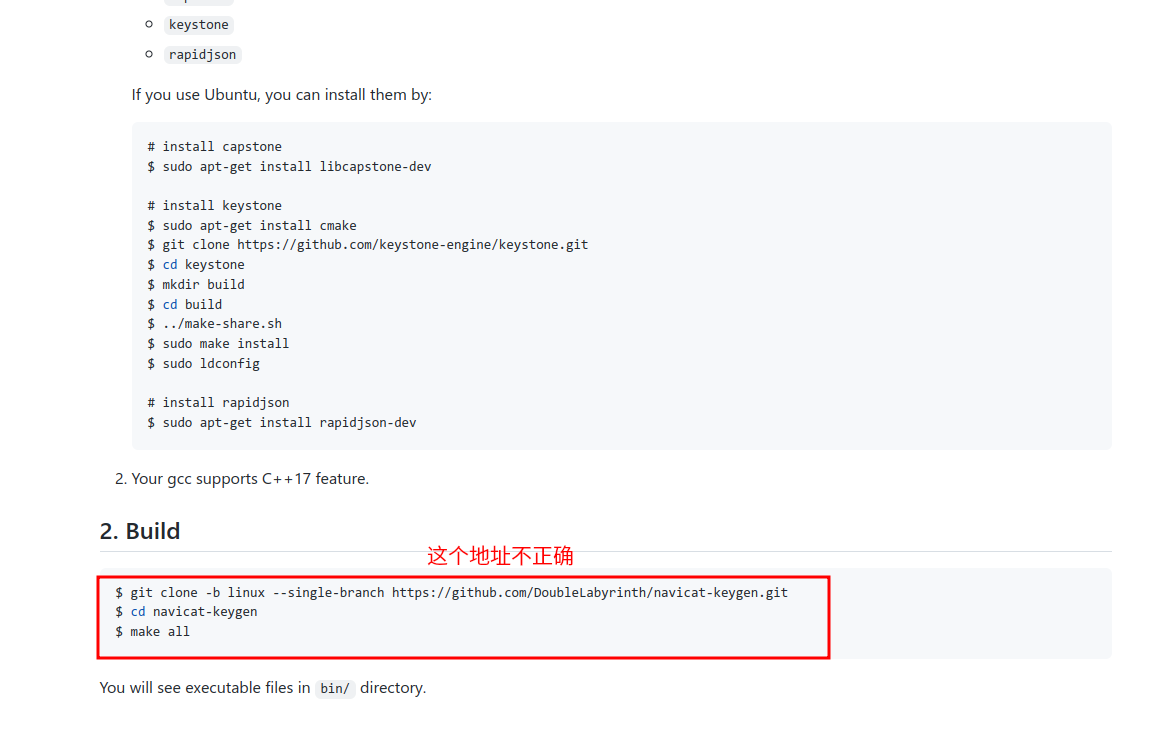 keystone
rapidjson
If you use Ubuntu, you can install them by:
# install capstone
$ sudo apt-get install libcapstone-dev
# install keystone
$ sudo apt-get install cmake
$ git clone https://github.com/keystone-engine/keystone.git
$ cd keystone
$ mkdir build
$ cd build
$ ../make-share.sh
$ sudo make install
$ sudo ldconfig
# install rapidjson
$ sudo apt-get install rapidjson-dev
2. Your gcc supports C++17 feature.
2. Build
这个地址不正确
$ git clone -b linux --single-branch https://github.com/DoubleLabyrinth/navicat-keygen.git
$ cd navicat-keygen
$ make all
You will see executable files in bin/ directory.